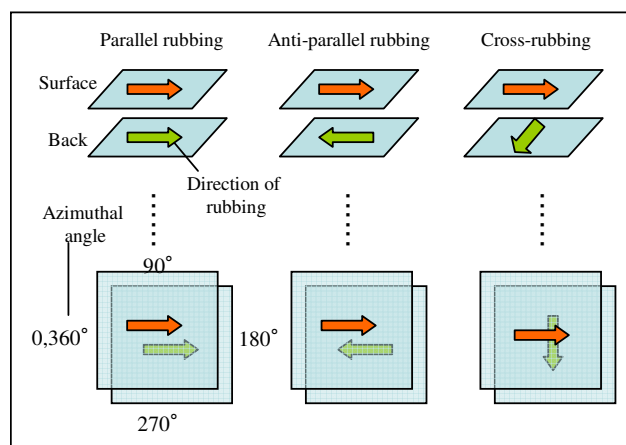 Parallel rubbing Anti-parallel rubbing Cross-rubbing
Surface
Back
Direction of
rubbing
Azimuthal
angle
90°
0,360° 180°
270°